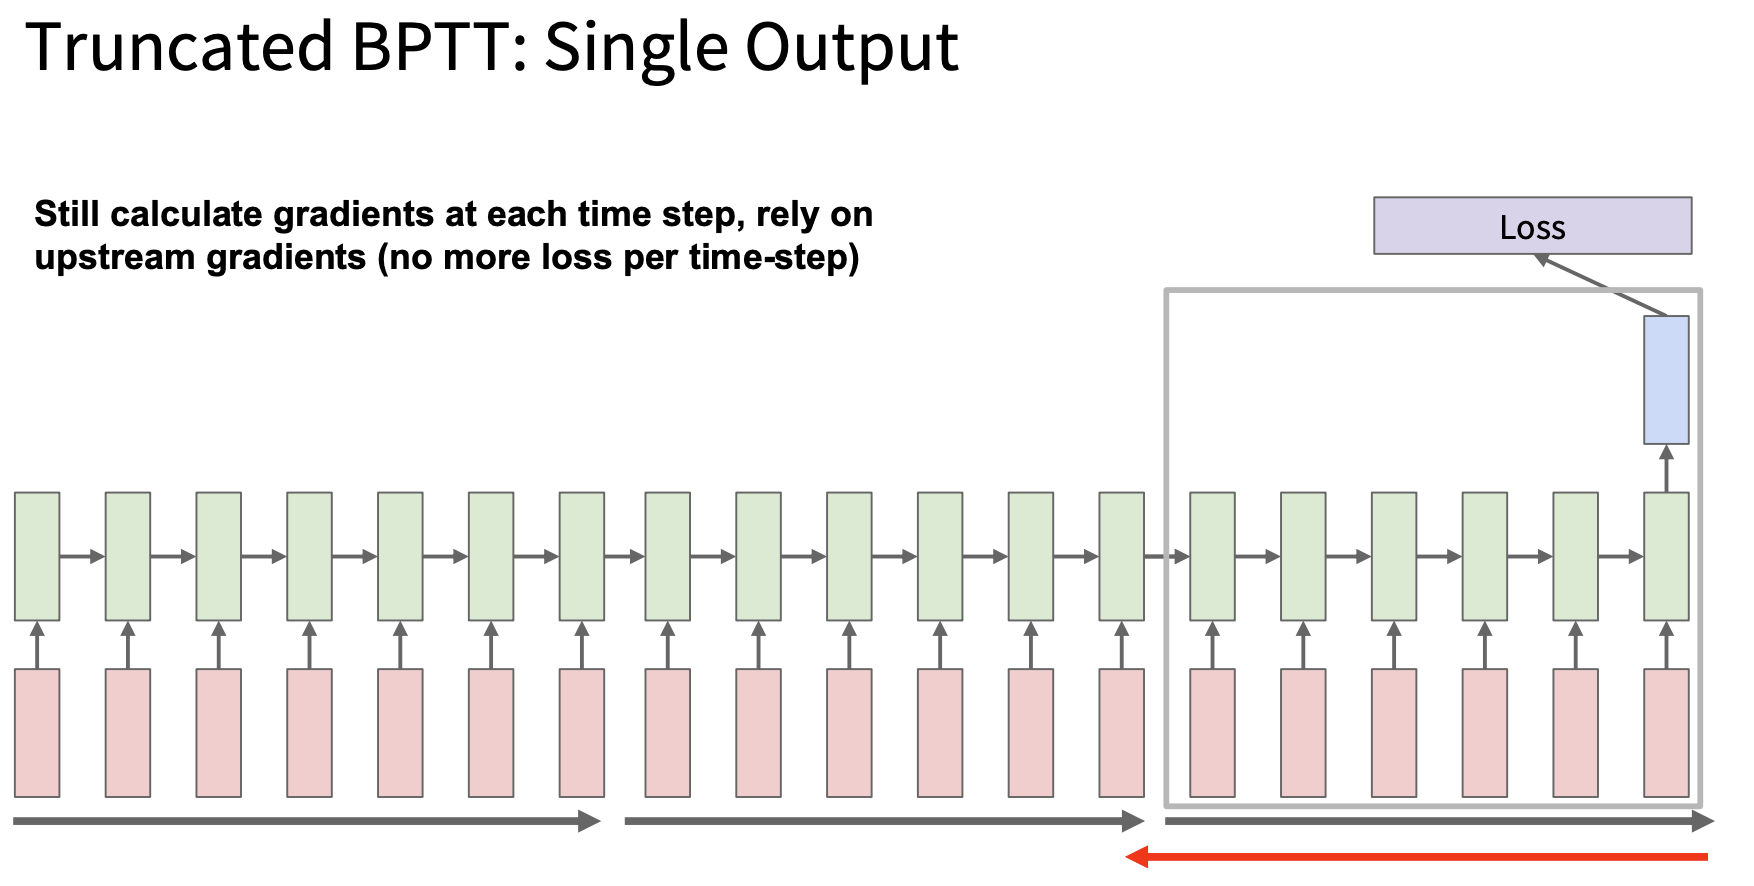 Truncated BPTT: Single Output
Still calculate gradients at each time step, rely on
upstream gradients (no more loss per time-step)
Loss